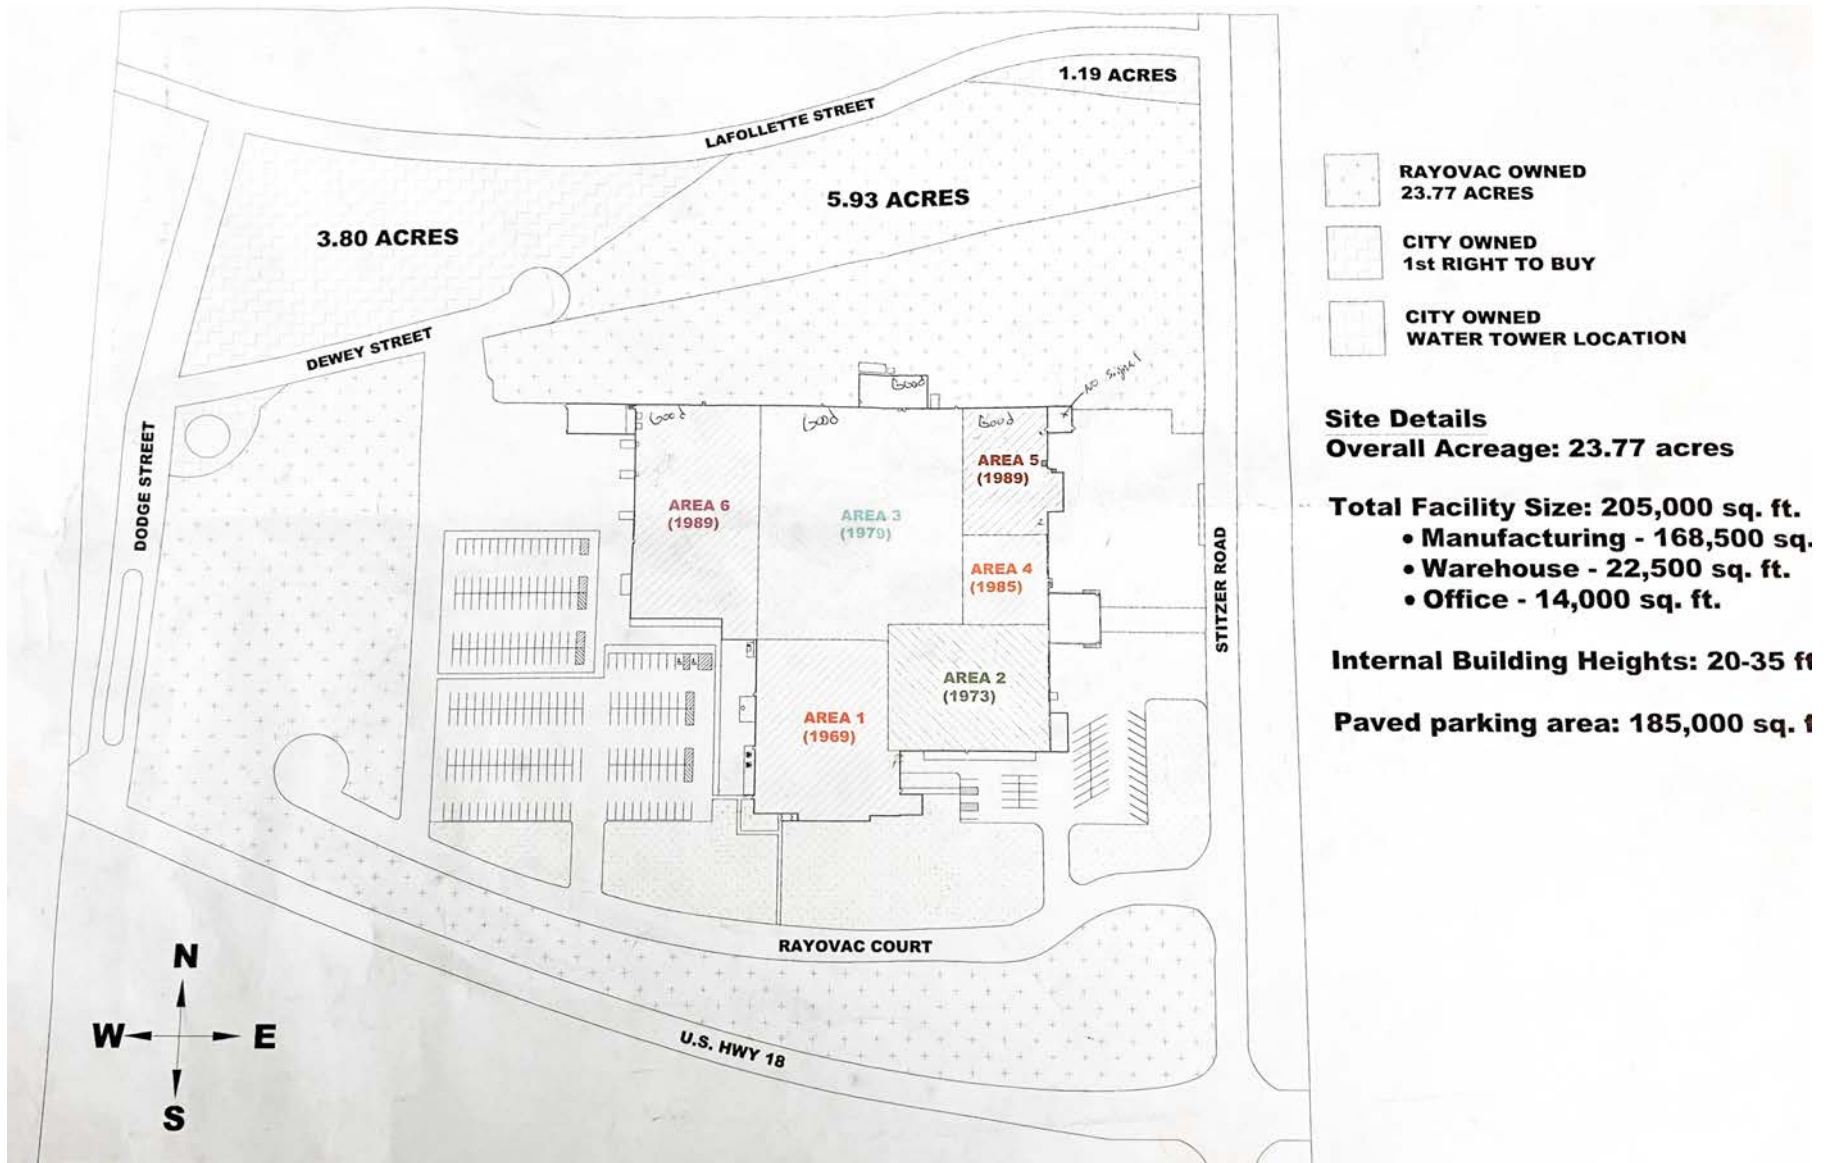 1.19 ACRES
LAFOLLETTE STREET
5.93 ACRES
3.80 ACRES
DEWEY STREET
DODGE STREET
STITZER ROAD
Good
Good
Good
Good
No signal
AREA 5
(1989)
AREA 6
(1989)
AREA 3
(1979)
AREA 4
(1985)
AREA 2
(1973)
AREA 1
(1969)
RAYOVAC COURT
U.S. HWY 18
N
W
E
S
RAYOVAC OWNED
23.77 ACRES
CITY OWNED
1st RIGHT TO BUY
CITY OWNED
WATER TOWER LOCATION
Site Details
Overall Acreage: 23.77 acres
Total Facility Size: 205,000 sq. ft.
• Manufacturing - 168,500 sq.
• Warehouse - 22,500 sq. ft.
• Office - 14,000 sq. ft.
Internal Building Heights: 20-35 ft
Paved parking area: 185,000 sq. f